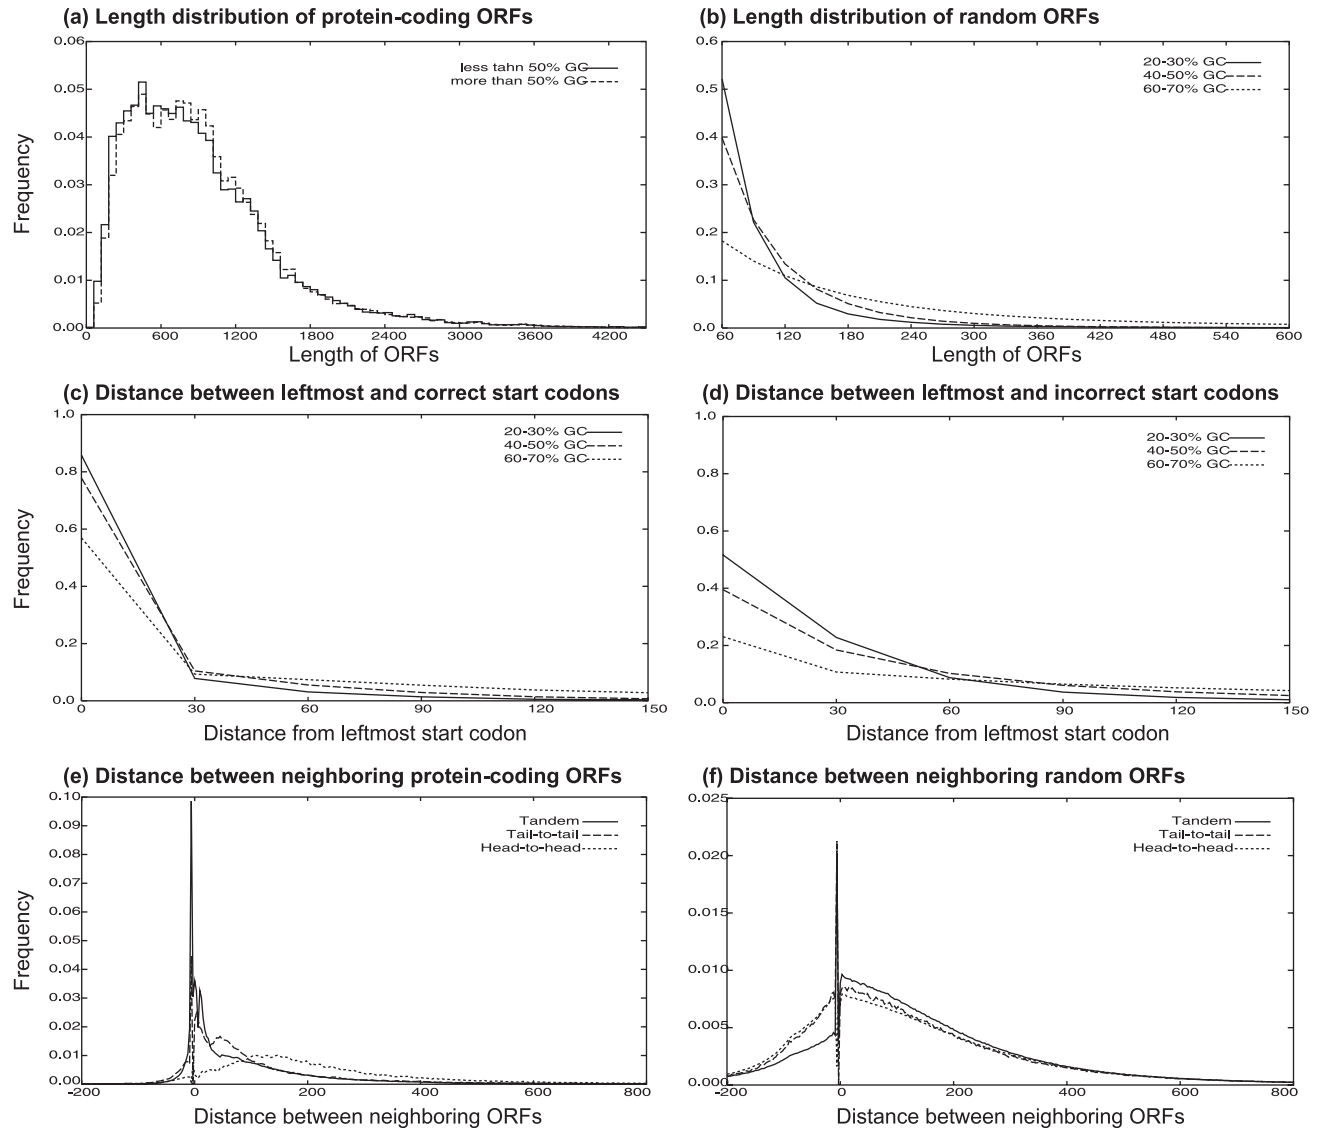 (a) Length distribution of protein-coding ORFs
0.06
0.05
0.04
0.03
0.02
0.01
0.00
0 600 1200 1800 2400 3000 3600 4200
less tahn 50% GC
more than 50% GC
Frequency
Length of ORFs
(b) Length distribution of random ORFs
0.6
0.5
0.4
0.3
0.2
0.1
0.0
60 120 180 240 300 360 420 480 540 600
20-30% GC
40-50% GC
60-70% GC
Length of ORFs
(c) Distance between leftmost and correct start codons
1.0
0.8
0.6
0.4
0.2
0.0
0 30 60 90 120 150
20-30% GC
40-50% GC
60-70% GC
Frequency
Distance from leftmost start codon
(d) Distance between leftmost and incorrect start codons
1.0
0.8
0.6
0.4
0.2
0.0
0 30 60 90 120 150
20-30% GC
40-50% GC
60-70% GC
Distance from leftmost start codon
(e) Distance between neighboring protein-coding ORFs
0.10
0.09
0.08
0.07
0.06
0.05
0.04
0.03
0.02
0.01
0.00
-200 0 200 400 600 800
Tandem
Tail-to-tail
Head-to-head
Frequency
Distance between neighboring ORFs
(f) Distance between neighboring random ORFs
0.025
0.020
0.015
0.010
0.005
0.000
-200 0 200 400 600 800
Tandem
Tail-to-tail
Head-to-head
Distance between neighboring ORFs